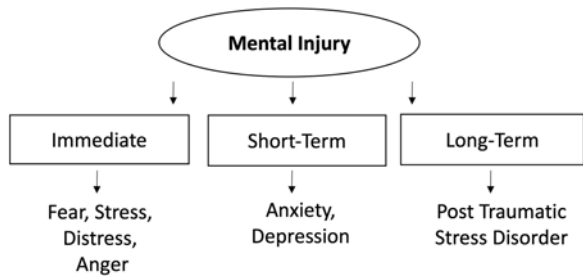 Mental Injury
Immediate
Short-Term
Long-Term
Fear, Stress,
Distress,
Anger
Anxiety,
Depression
Post Traumatic
Stress Disorder